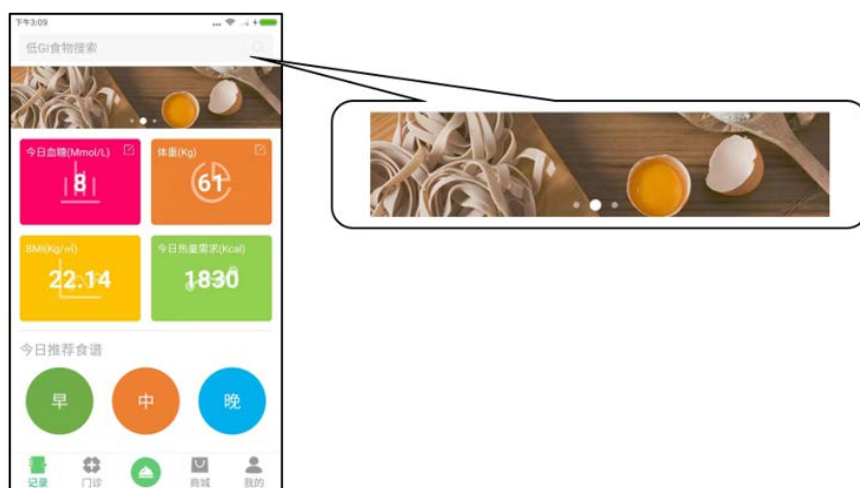 下午3:09
低GI食物搜索
今日血糖(Mmol/L)
8
体重(Kg)
61
BMI(Kg/㎡)
22.14
今日热量需求(Kcal)
1830
今日推荐食谱
早
中
晚
记录
门诊
商城
我的